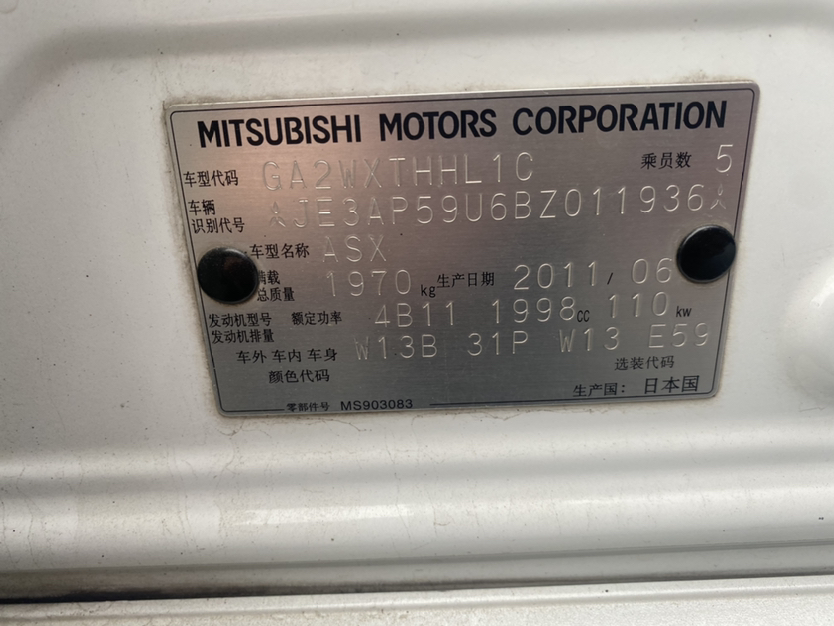 MITSUBISHI MOTORS CORPORATION
车型代码 GA2WXTHHL1C 乘员数 5
车辆
识别代号 JE3AP59U6BZ011936
车型名称 ASX
满载
总质量 1970 kg 生产日期 2011/ 06
发动机型号 额定功率 4B11 1998cc 110 kw
发动机排量
车外 车内 车身 W13B 31P W13 E59
颜色代码 选装代码
生产国：日本国
零部件号 MS903083